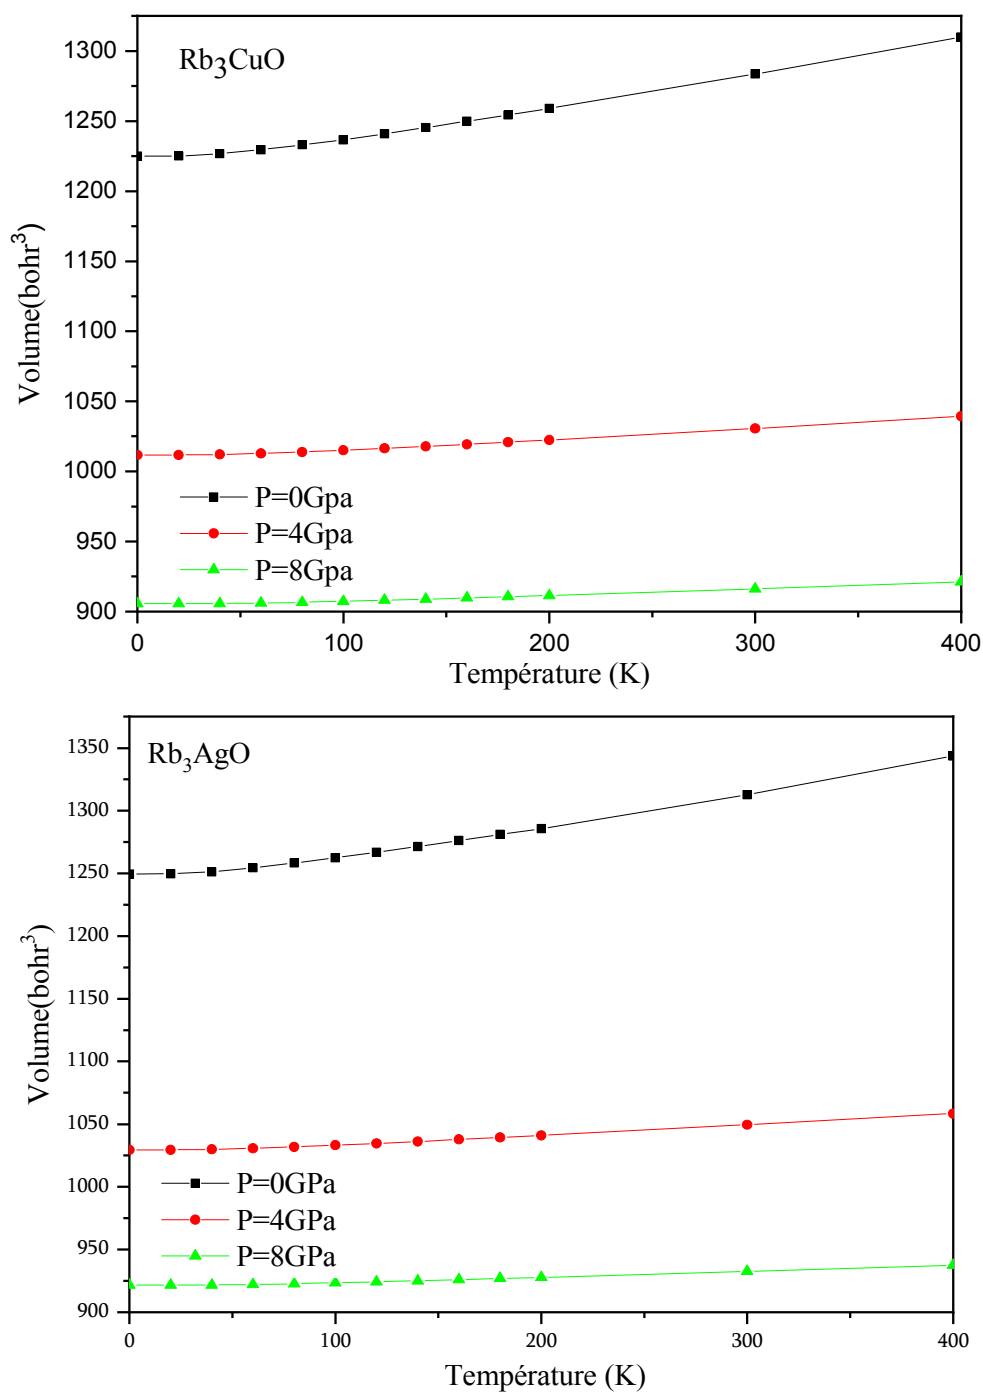 Rb₃CuO
1300
1250
1200
1150
1100
1050
1000
950
900
Volume(bohr³)
P=0Gpa
P=4Gpa
P=8Gpa
0 100 200 300 400
Température (K)
Rb₃AgO
1350
1300
1250
1200
1150
1100
1050
1000
950
900
Volume(bohr³)
P=0GPa
P=4GPa
P=8GPa
0 100 200 300 400
Température (K)